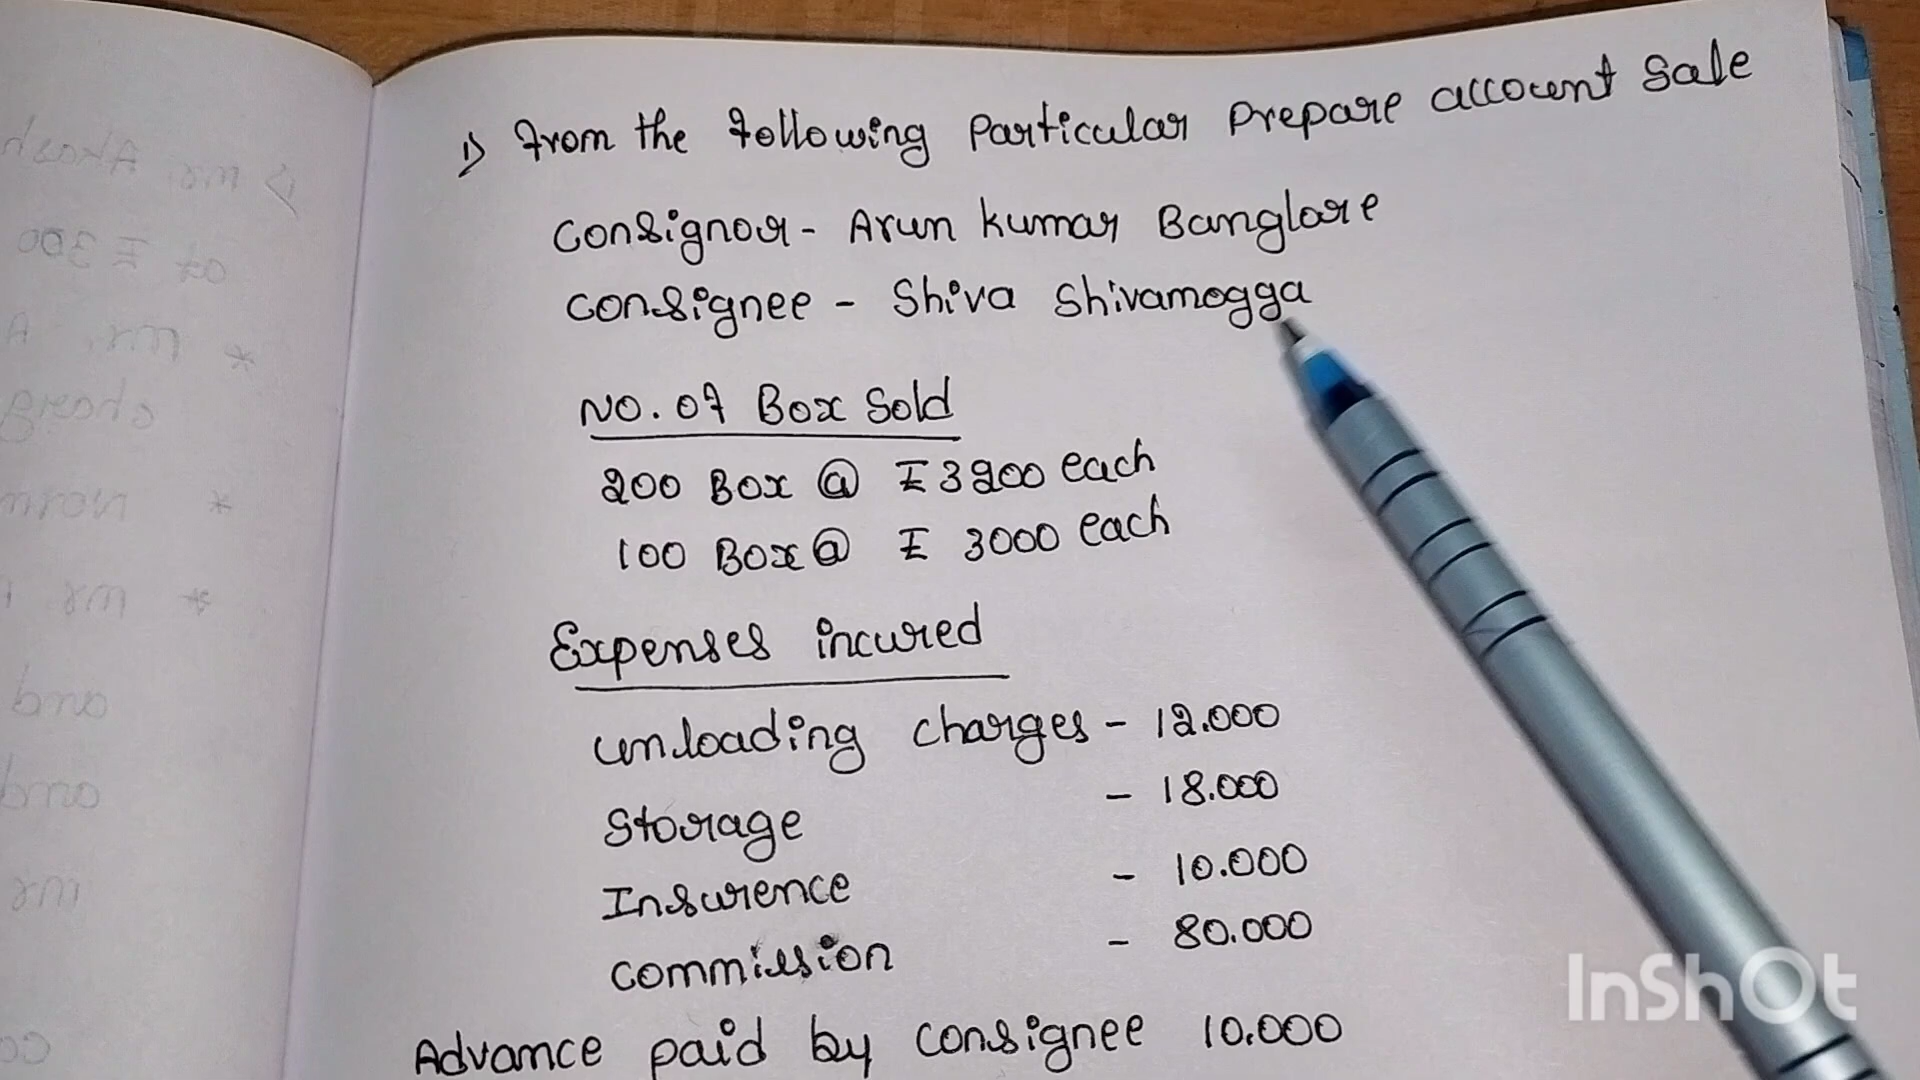 1) From the following Particular Prepare account Sale
Consignor - Arun Kumar Banglore
Consignee - Shiva Shivamogga
No. of Box Sold
200 Box @ ₹ 3200 each
100 Box @ ₹ 3000 each
Expenses incured
unloading charges - 12.000
Storage - 18.000
Insurence - 10.000
Commission - 80.000
Advance paid by consignee 10.000
InShOt